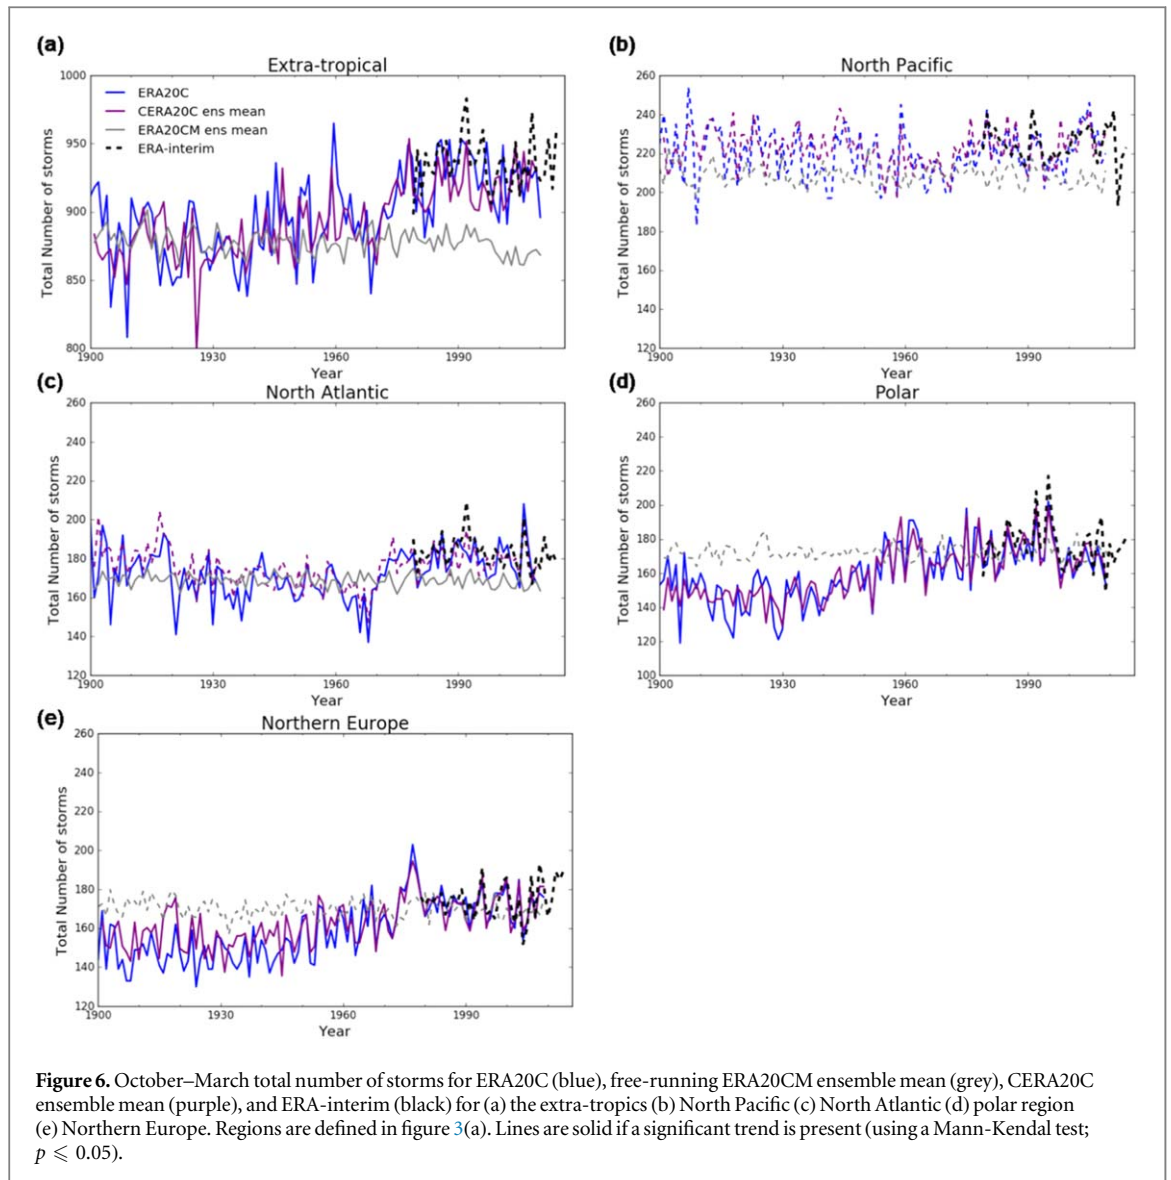 (a)
Extra-tropical
1000
950
900
850
800
Total Number of storms
ERA20C
CERA20C ens mean
ERA20CM ens mean
ERA-interim
1900 1930 1960 1990
Year
(b)
North Pacific
260
240
220
200
180
160
140
120
Total Number of storms
1900 1930 1960 1990
Year
(c)
North Atlantic
260
240
220
200
180
160
140
120
Total Number of storms
1900 1930 1960 1990
Year
(d)
Polar
260
240
220
200
180
160
140
120
100
Total Number of storms
1900 1930 1960 1990
Year
(e)
Northern Europe
260
240
220
200
180
160
140
120
Total Number of storms
1900 1930 1960 1990
Year
Figure 6. October–March total number of storms for ERA20C (blue), free-running ERA20CM ensemble mean (grey), CERA20C
ensemble mean (purple), and ERA-interim (black) for (a) the extra-tropics (b) North Pacific (c) North Atlantic (d) polar region
(e) Northern Europe. Regions are defined in figure 3(a). Lines are solid if a significant trend is present (using a Mann-Kendal test;
p ⩽ 0.05).